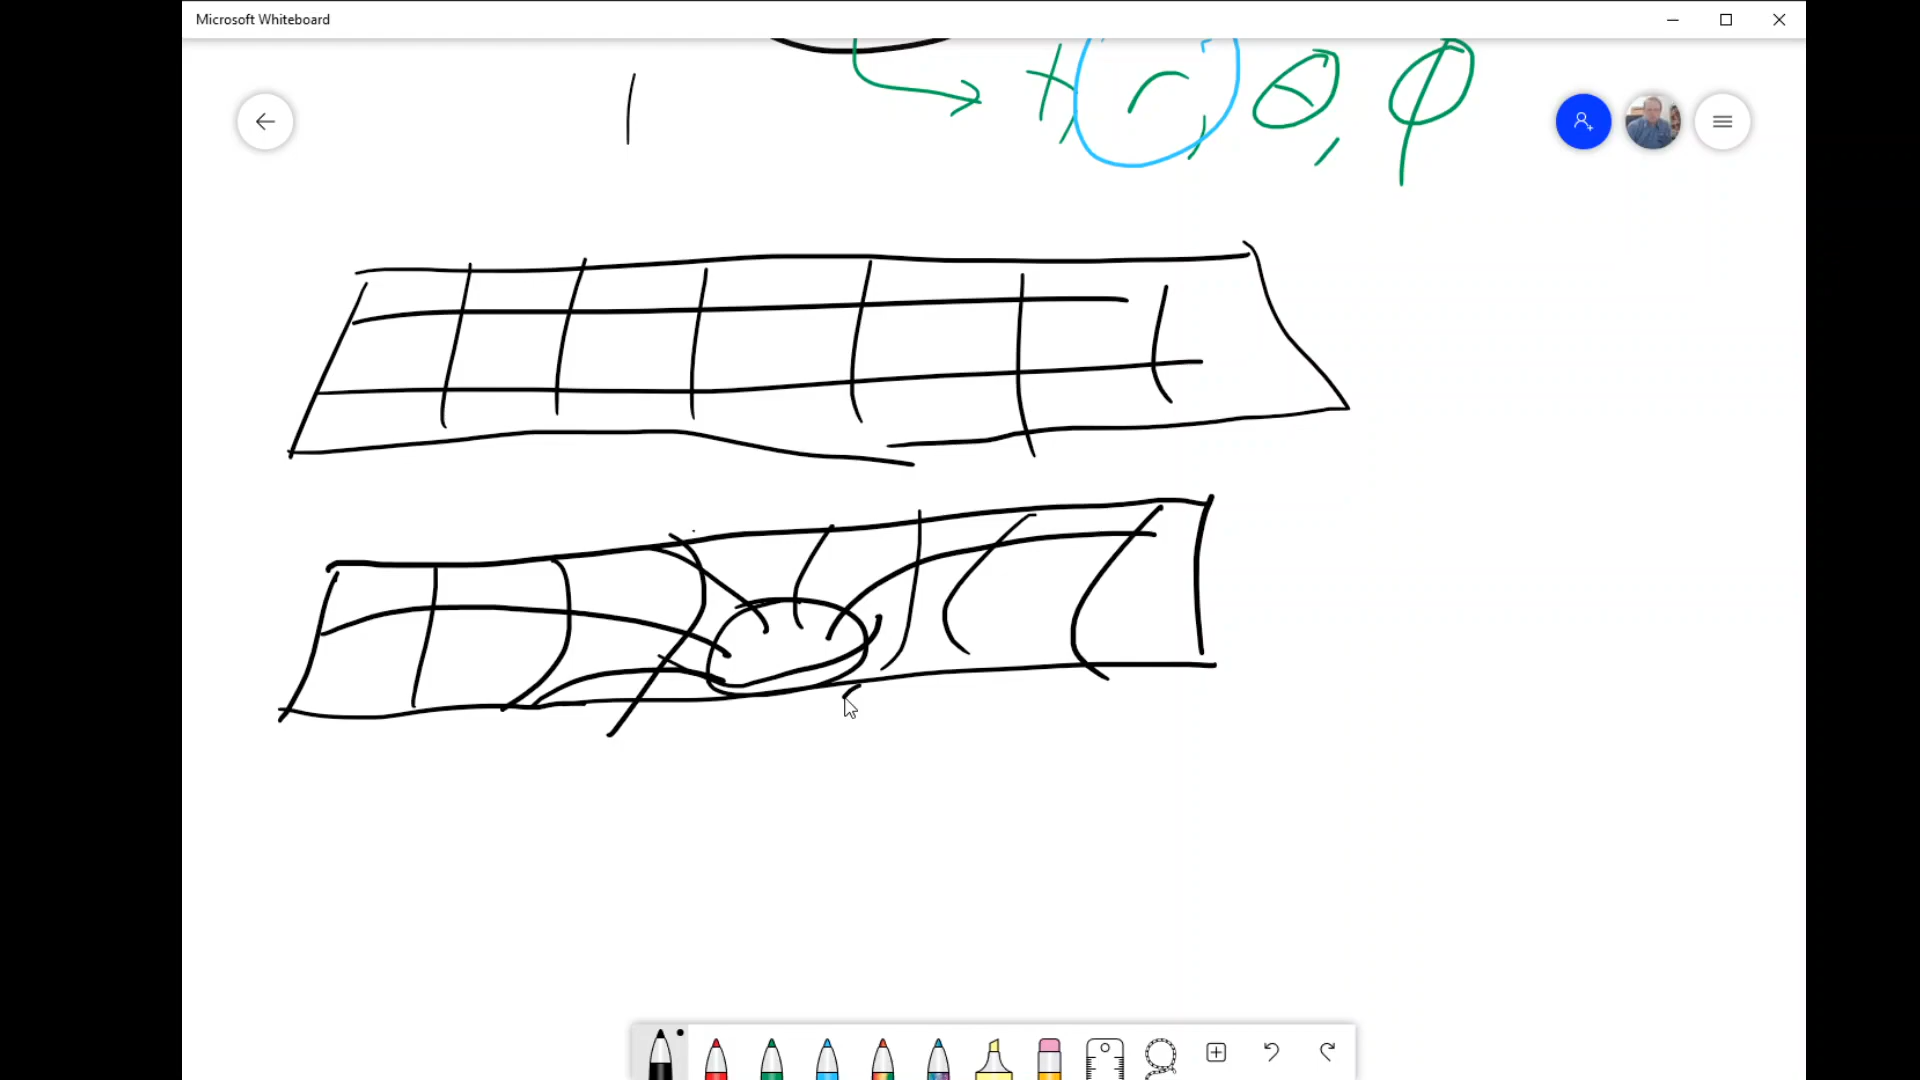 Microsoft Whiteboard
t, r, θ, φ